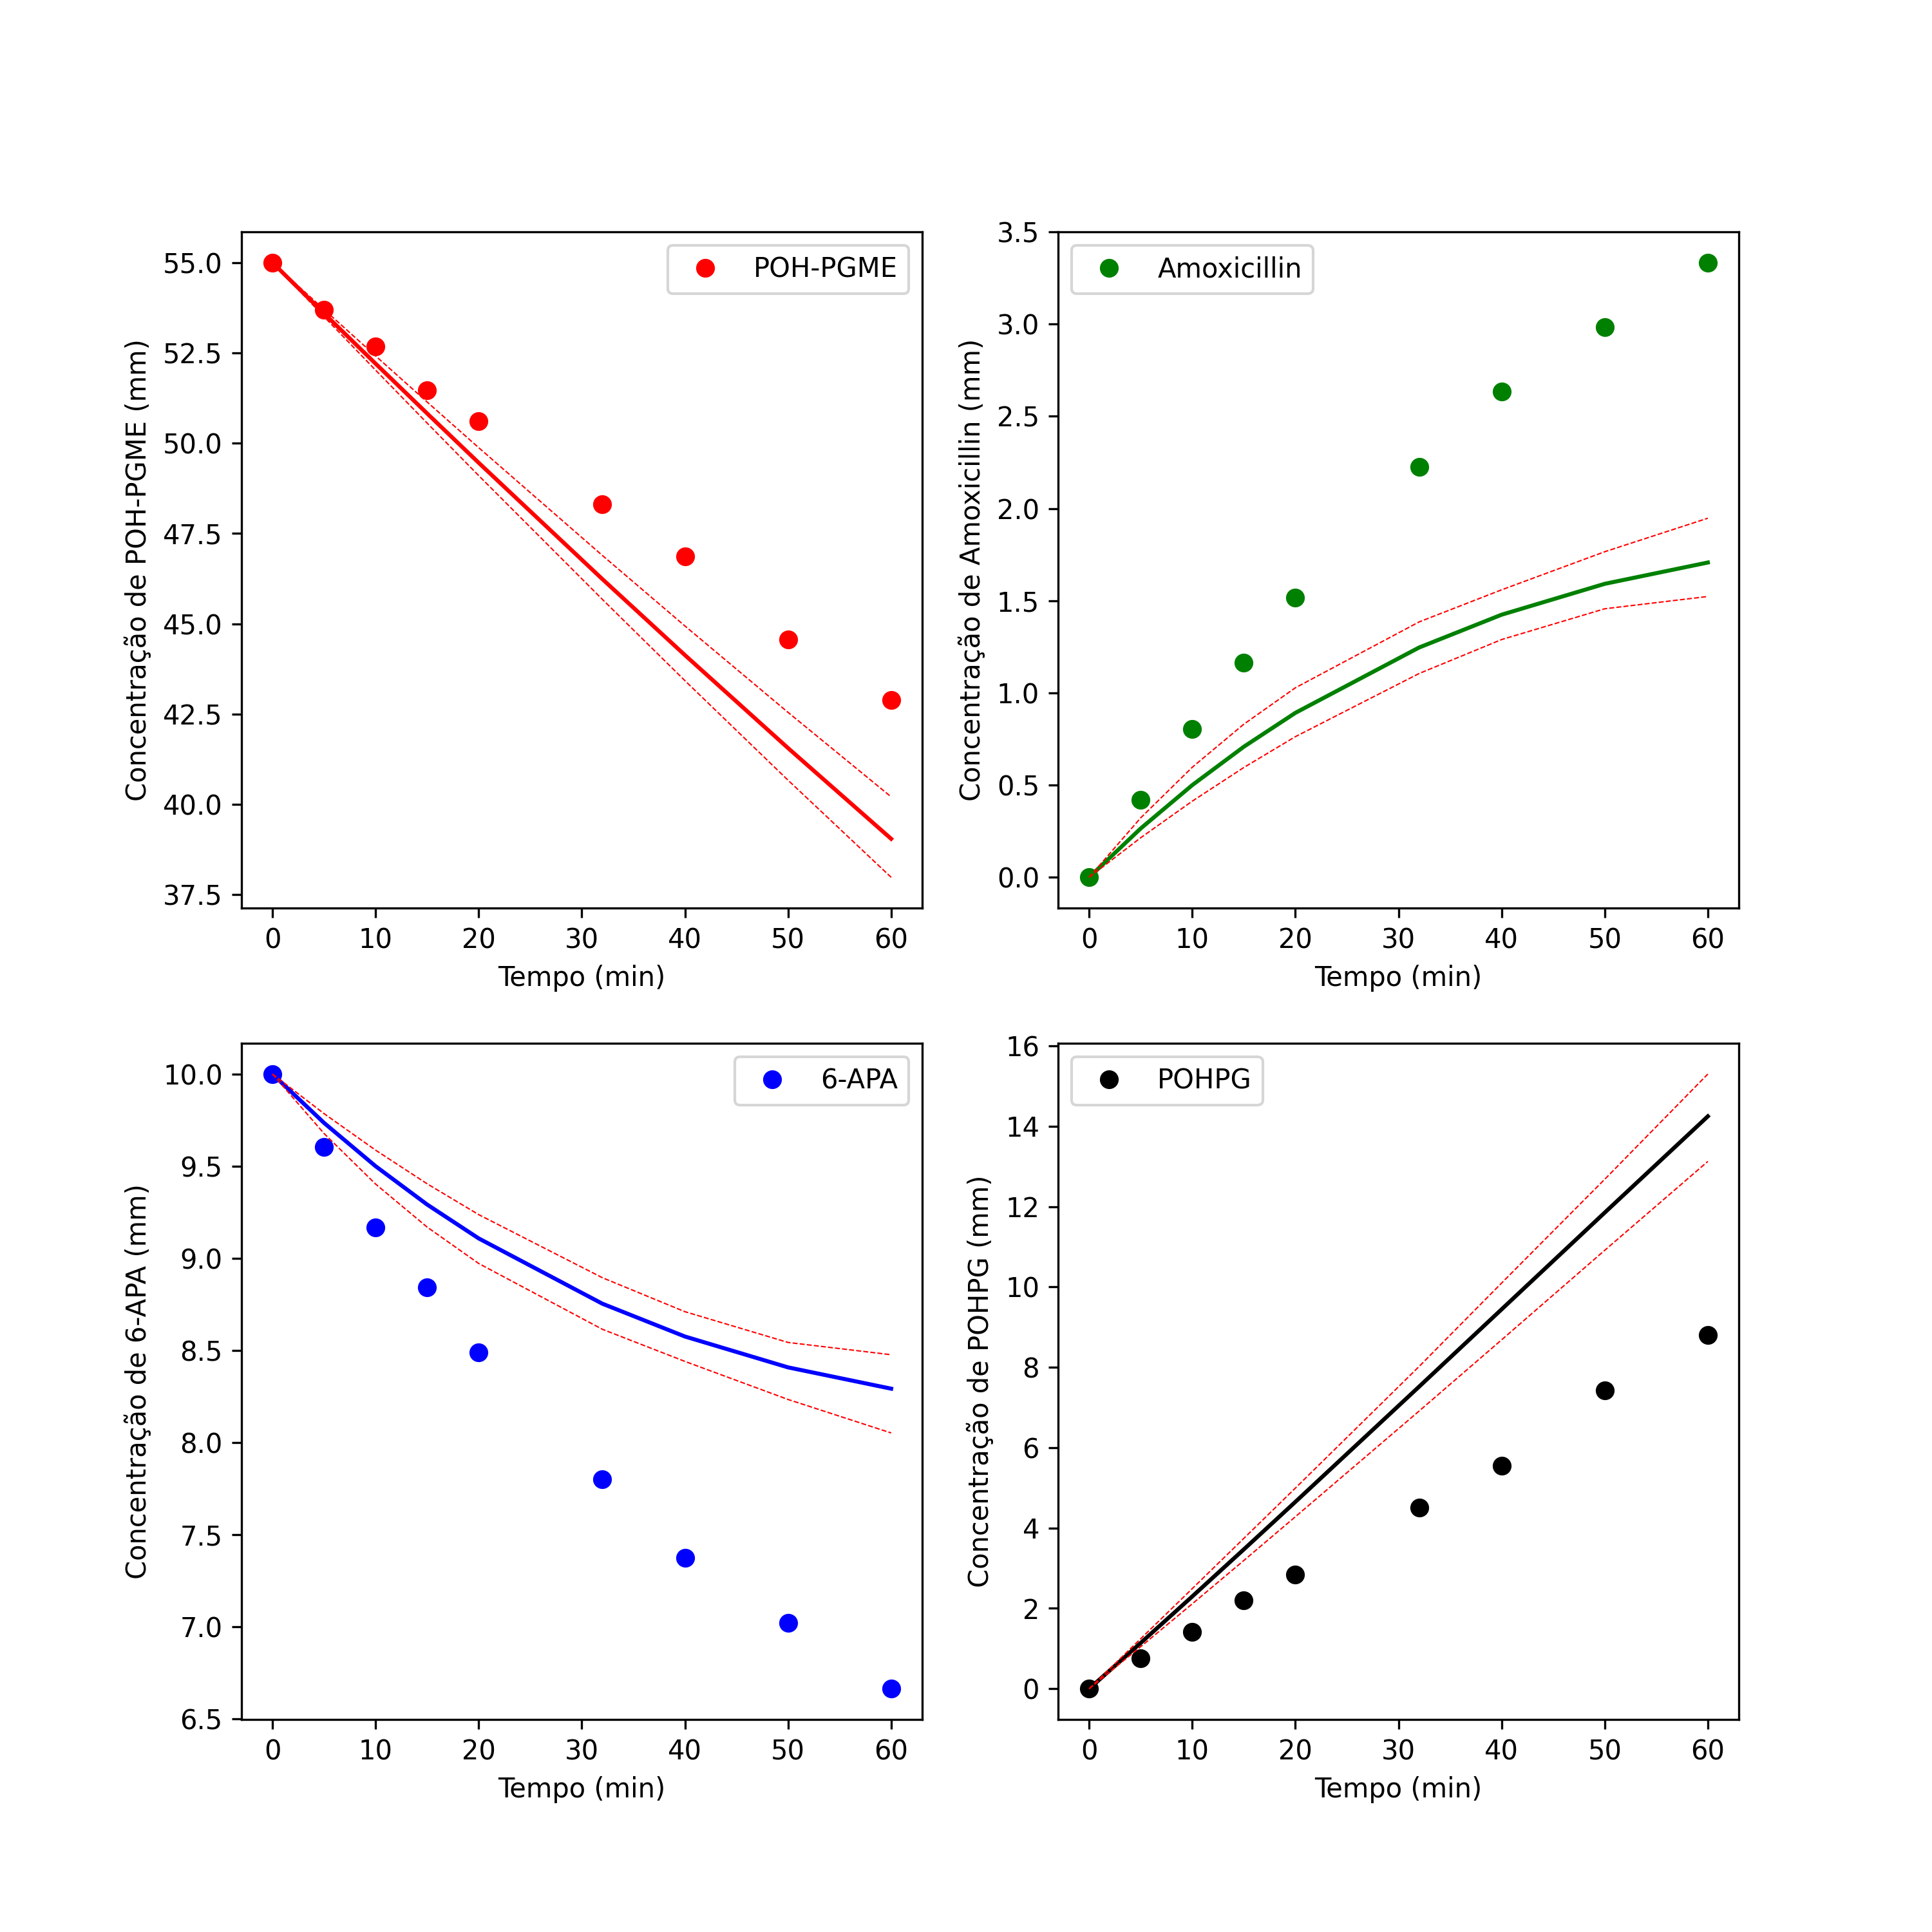 POH-PGME
Concentração de POH-PGME (mm)
55.0
52.5
50.0
47.5
45.0
42.5
40.0
37.5
0 10 20 30 40 50 60
Tempo (min)
Amoxicillin
Concentração de Amoxicillin (mm)
3.5
3.0
2.5
2.0
1.5
1.0
0.5
0.0
0 10 20 30 40 50 60
Tempo (min)
6-APA
Concentração de 6-APA (mm)
10.0
9.5
9.0
8.5
8.0
7.5
7.0
6.5
0 10 20 30 40 50 60
Tempo (min)
POHPG
Concentração de POHPG (mm)
16
14
12
10
8
6
4
2
0
0 10 20 30 40 50 60
Tempo (min)